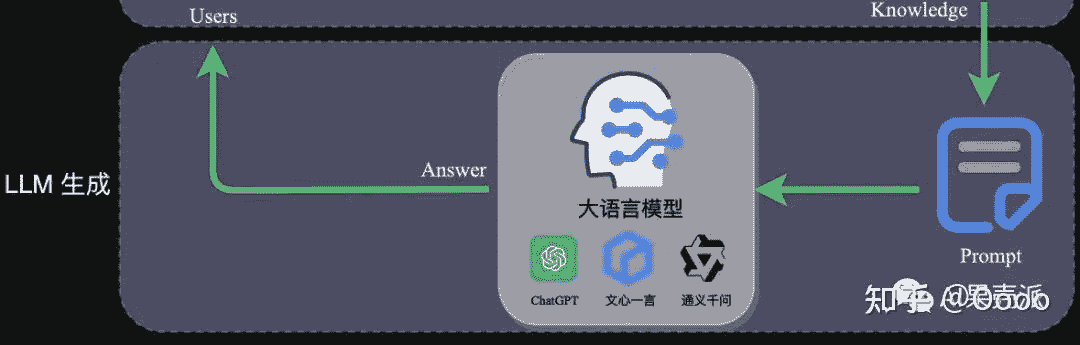 Users
Knowledge
LLM 生成
Answer
大语言模型
ChatGPT
文心一言
通义千问
Prompt
知乎